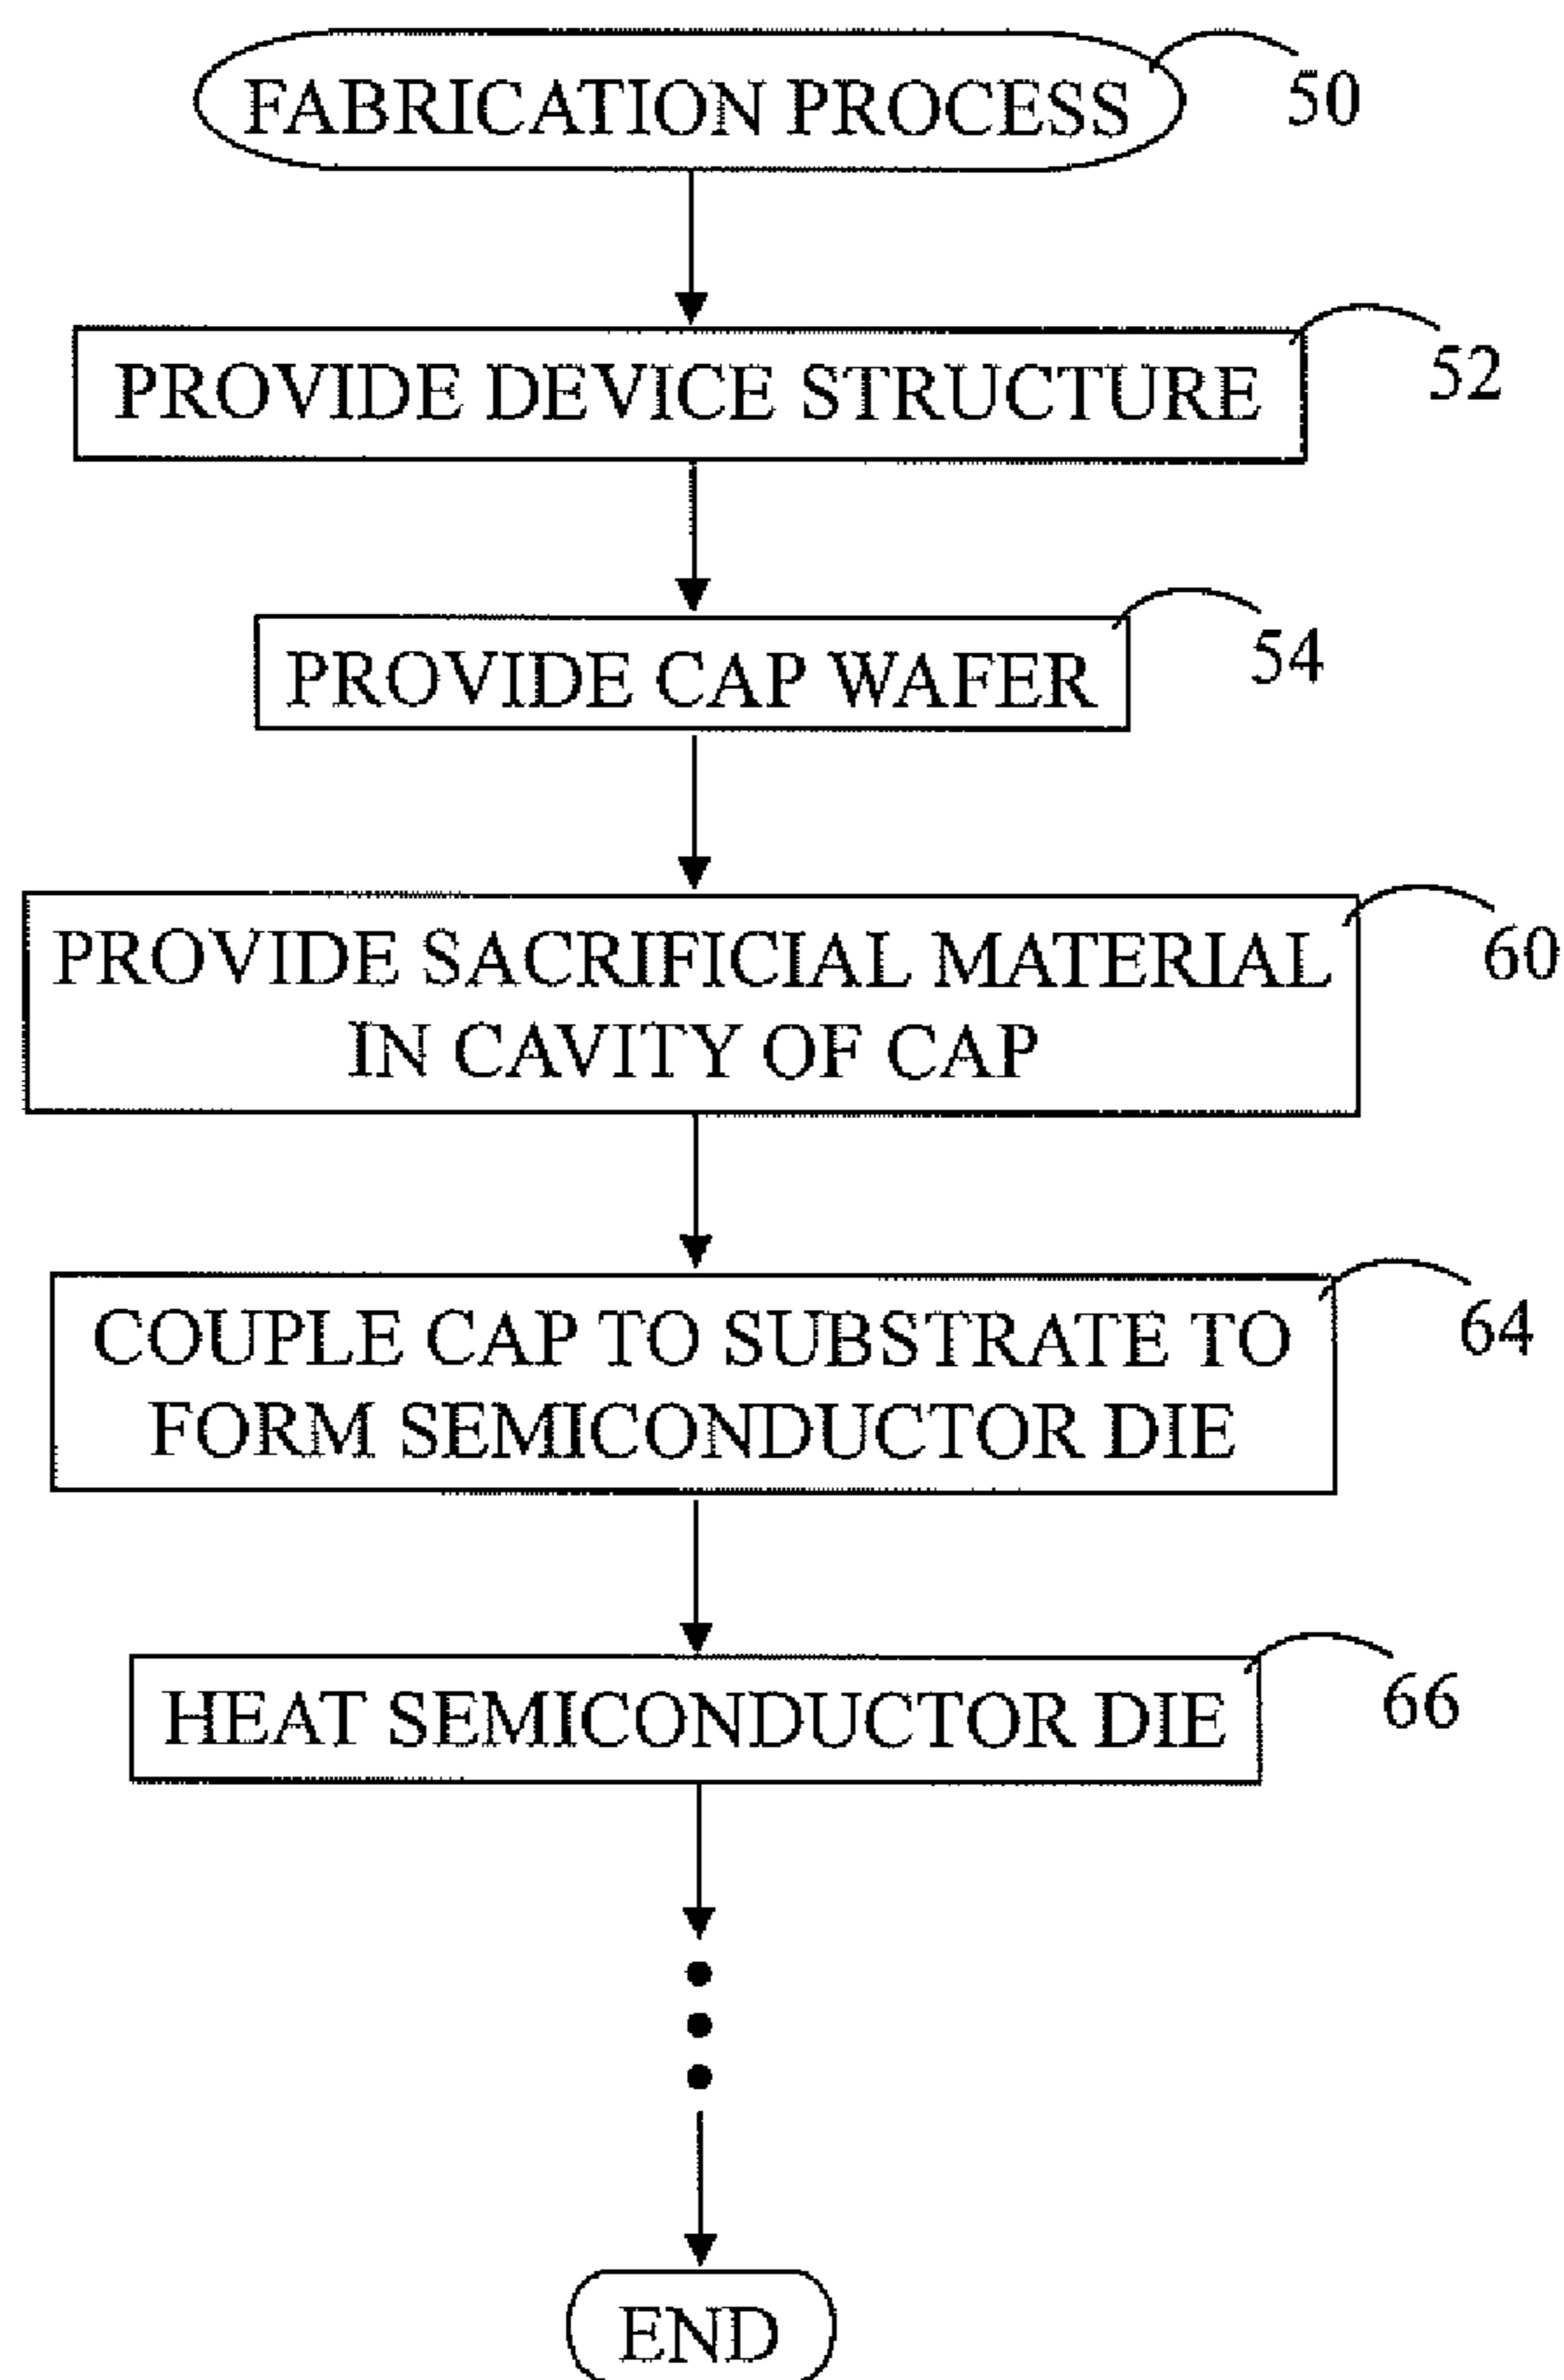 FABRICATION PROCESS
50
PROVIDE DEVICE STRUCTURE
52
PROVIDE CAP WAFER
54
PROVIDE SACRIFICIAL MATERIAL
IN CAVITY OF CAP
60
COUPLE CAP TO SUBSTRATE TO
FORM SEMICONDUCTOR DIE
64
HEAT SEMICONDUCTOR DIE
66
END